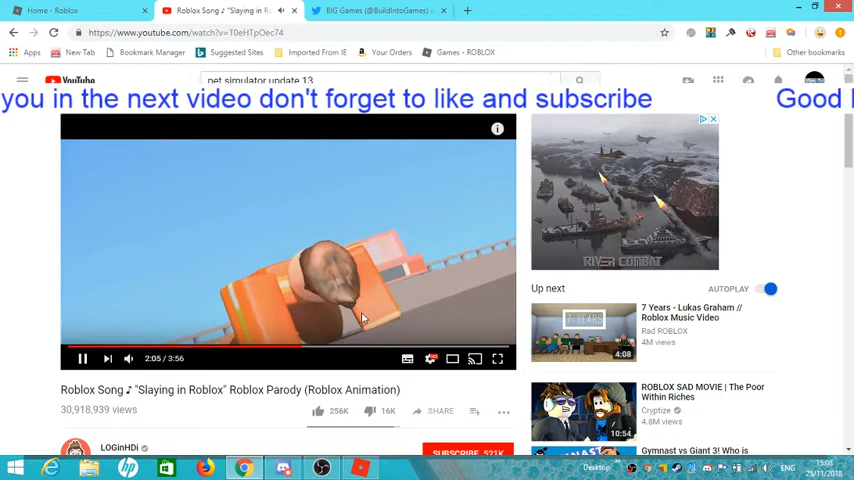 Home - Roblox
Roblox Song ♪ "Slaying in R
BIG Games (@BuildIntoGames) o
https://www.youtube.com/watch?v=T0eHTpOec74
Apps
New Tab
Bookmark Manager
Suggested Sites
Imported From IE
Your Orders
Games - ROBLOX
Other bookmarks
YouTube
pet simulator update 13
you in the next video don't forget to like and subscribe
Good
RIVER COMBAT
2:05 / 3:56
Up next
AUTOPLAY
7 YEARS
4:08
7 Years - Lukas Graham //
Roblox Music Video
Rad ROBLOX
4M views
Roblox Song ♪ "Slaying in Roblox" Roblox Parody (Roblox Animation)
30,918,939 views
256K
16K
SHARE
10:54
ROBLOX SAD MOVIE | The Poor
Within Riches
Cryptize
4.8M views
LOGinHDi
SUBSCRIBE 521K
Gymnast vs Giant 3! Who is
Desktop
ENG
15:08
25/11/2018